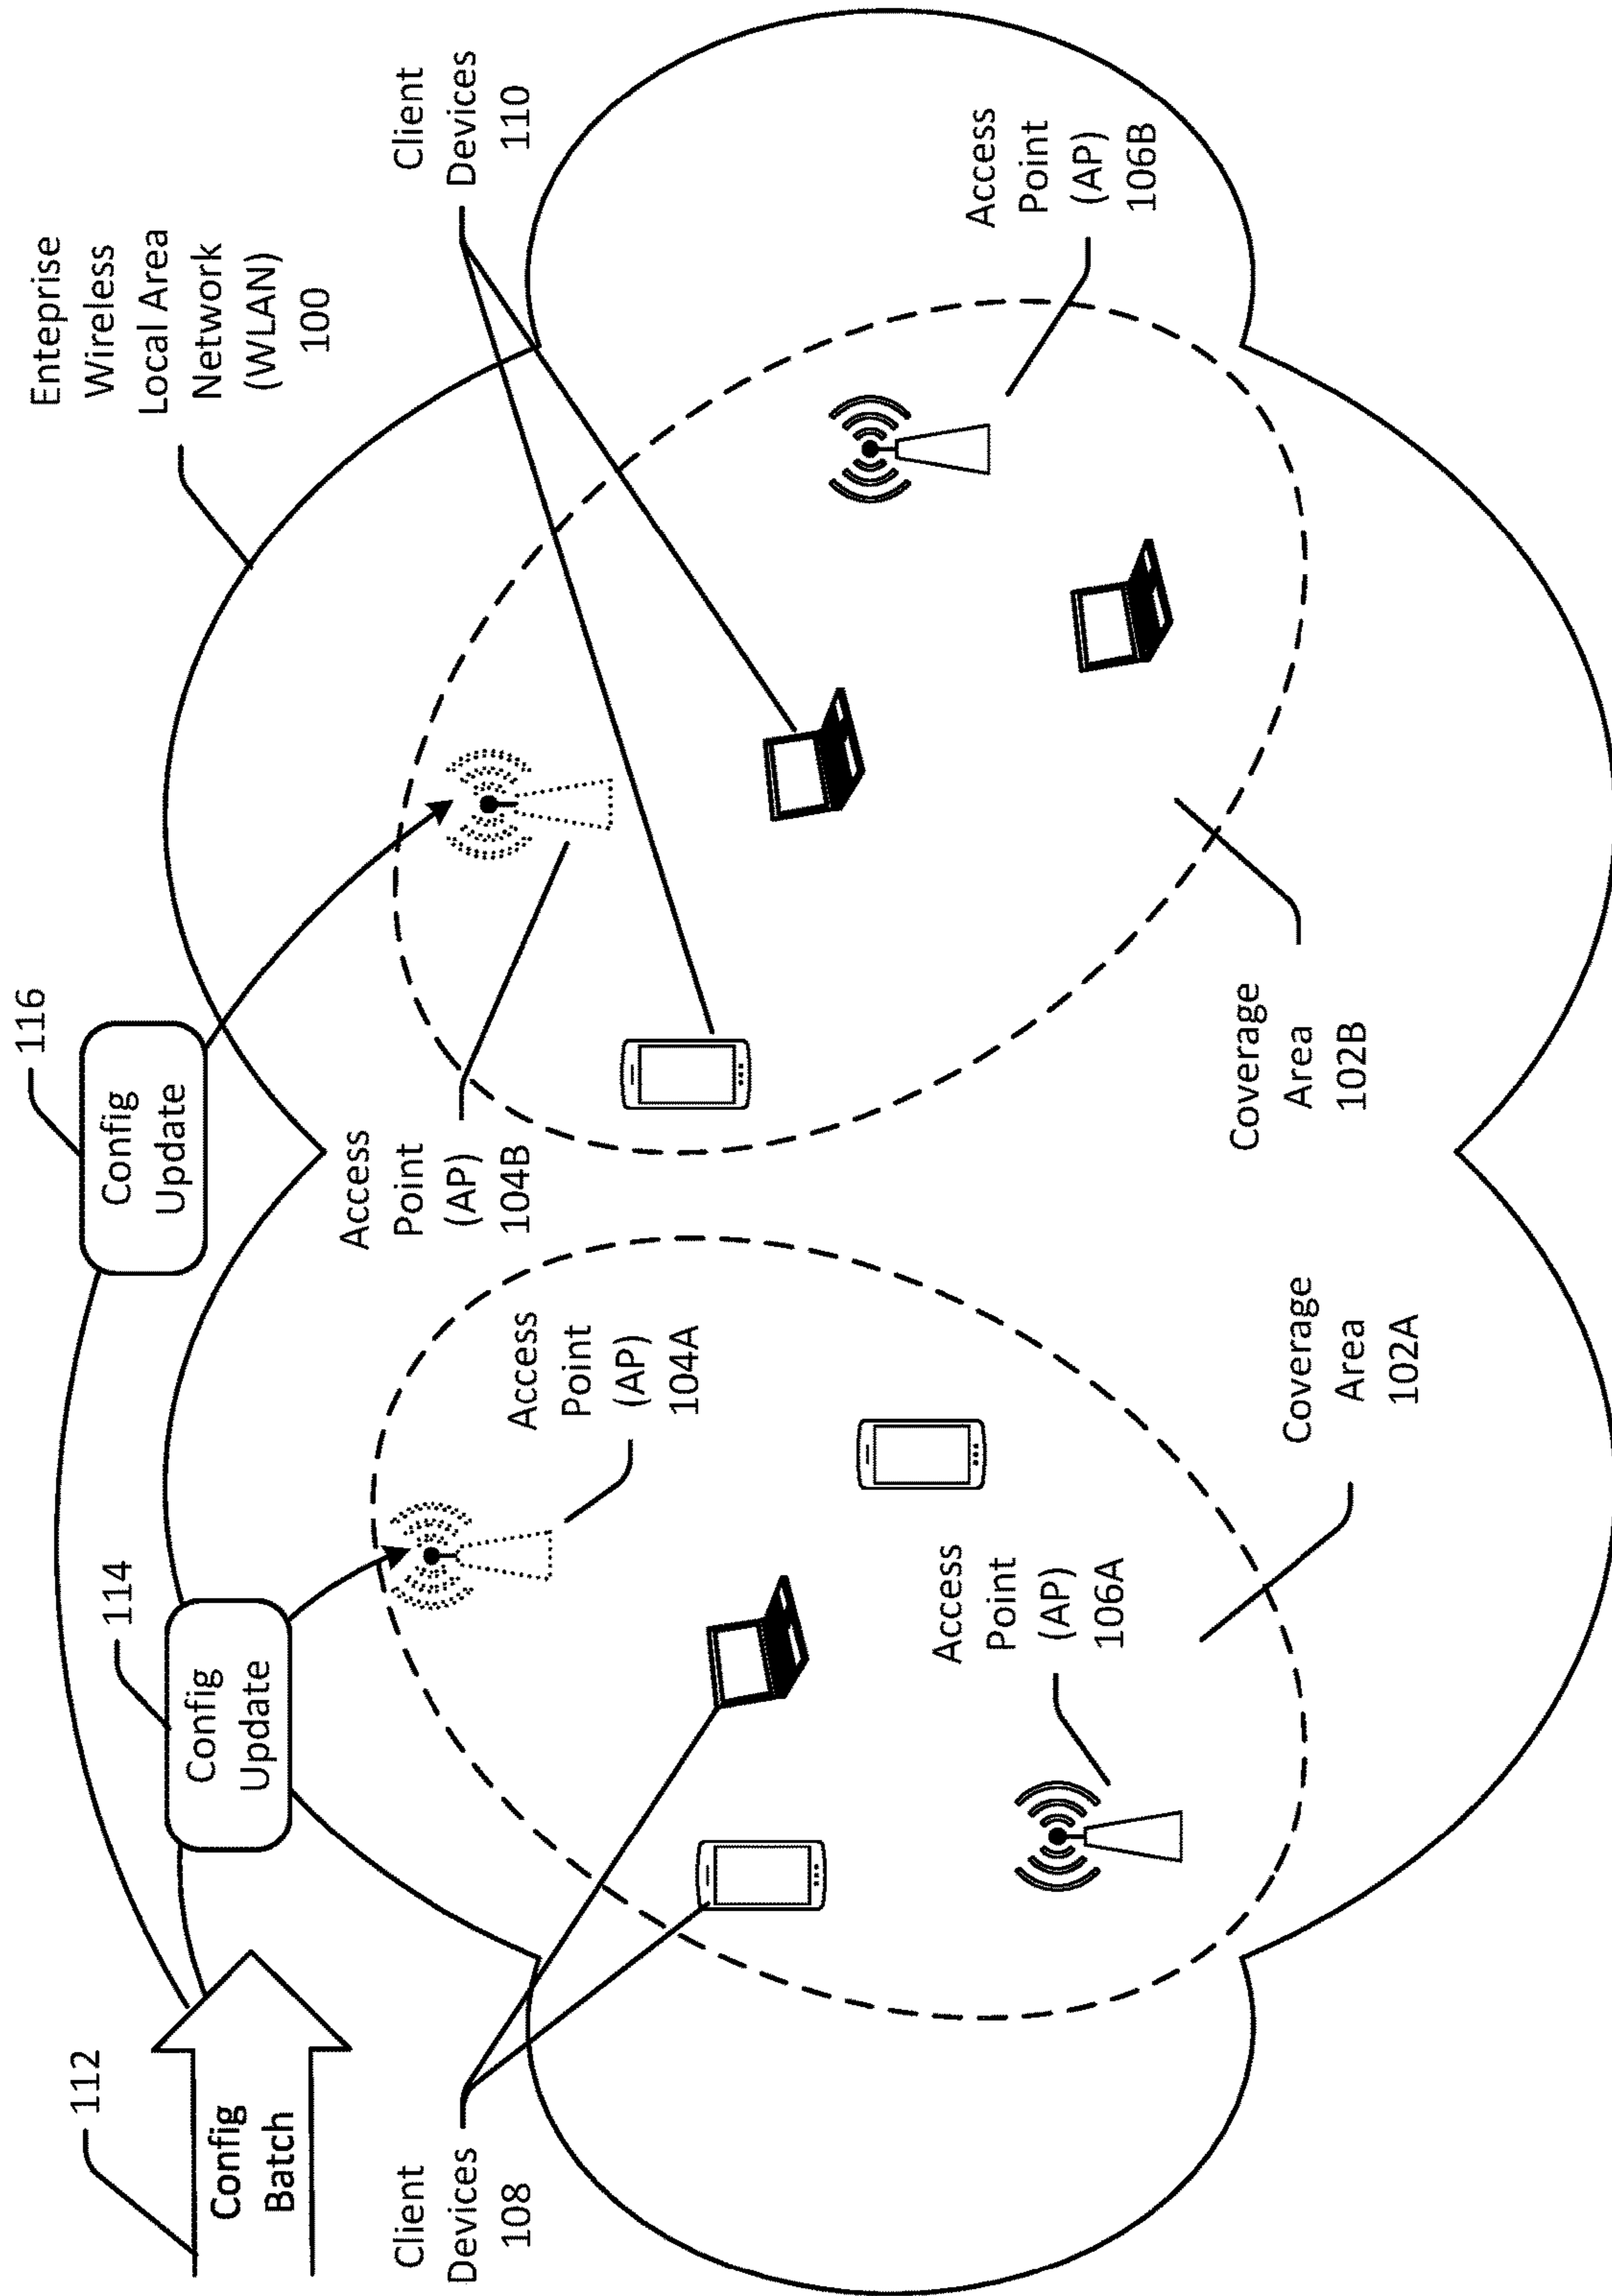 112
Config
Batch
114
Config
Update
116
Config
Update
Enteprise
Wireless
Local Area
Network
(WLAN)
100
Client
Devices
108
Client
Devices
110
Access
Point
(AP)
104A
Access
Point
(AP)
104B
Access
Point
(AP)
106A
Access
Point
(AP)
106B
Coverage
Area
102A
Coverage
Area
102B